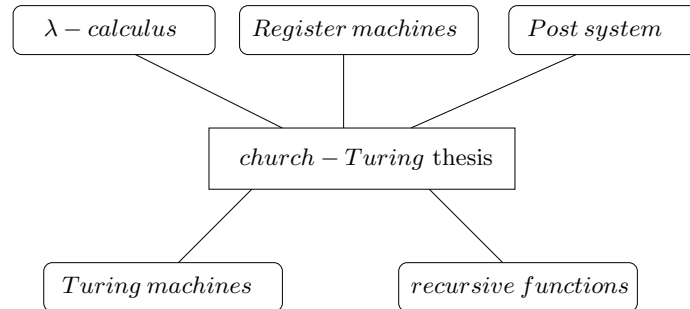 λ − calculus
Register machines
Post system
church − Turing thesis
Turing machines
recursive functions